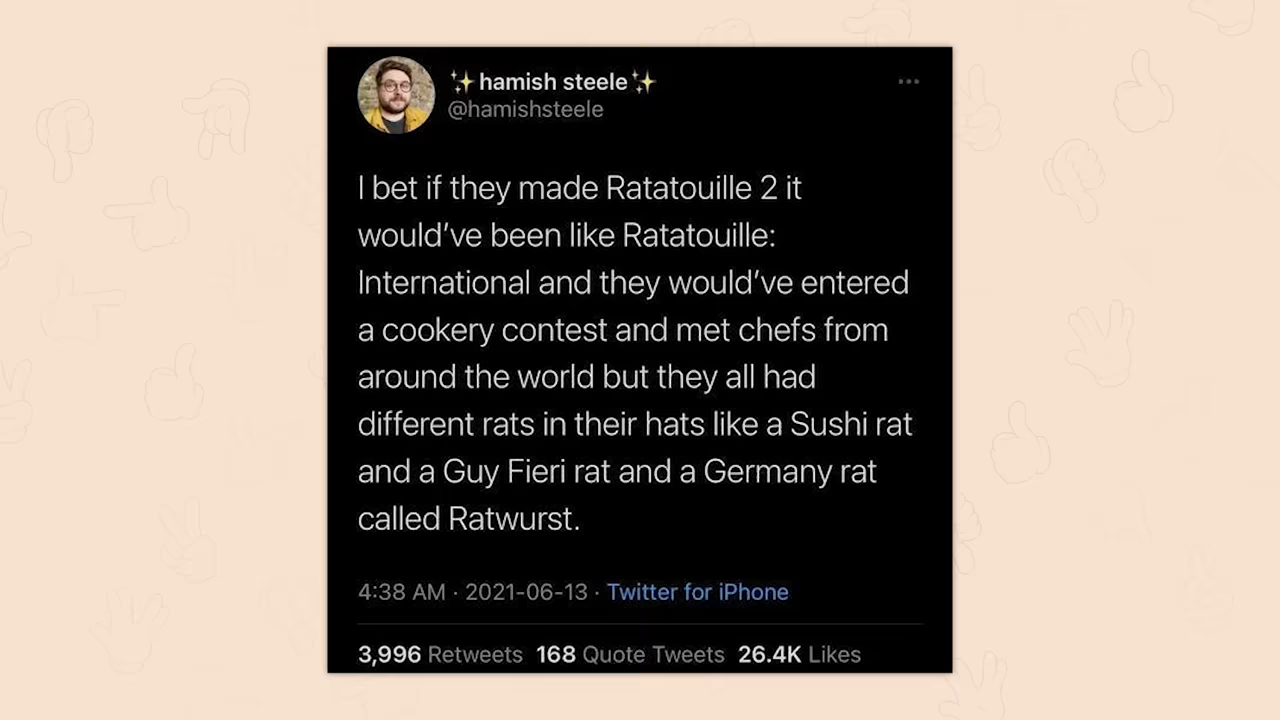 ✨hamish steele✨
@hamishsteele
I bet if they made Ratatouille 2 it
would've been like Ratatouille:
International and they would've entered
a cookery contest and met chefs from
around the world but they all had
different rats in their hats like a Sushi rat
and a Guy Fieri rat and a Germany rat
called Ratwurst.
4:38 AM · 2021-06-13 · Twitter for iPhone
3,996 Retweets 168 Quote Tweets 26.4K Likes